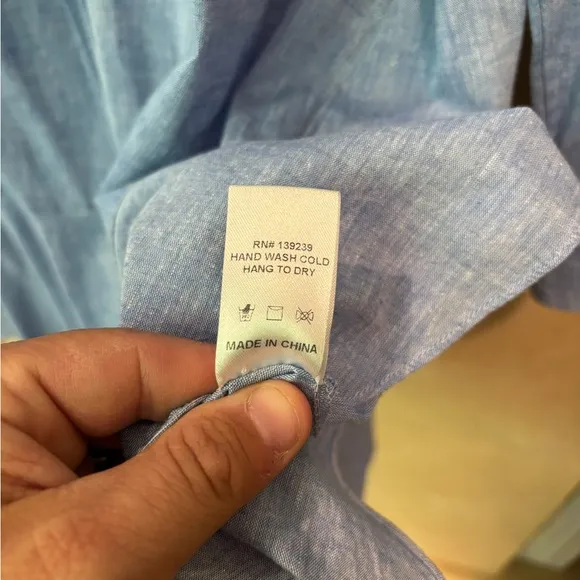 RN# 139239
HAND WASH COLD
HANG TO DRY
MADE IN CHINA